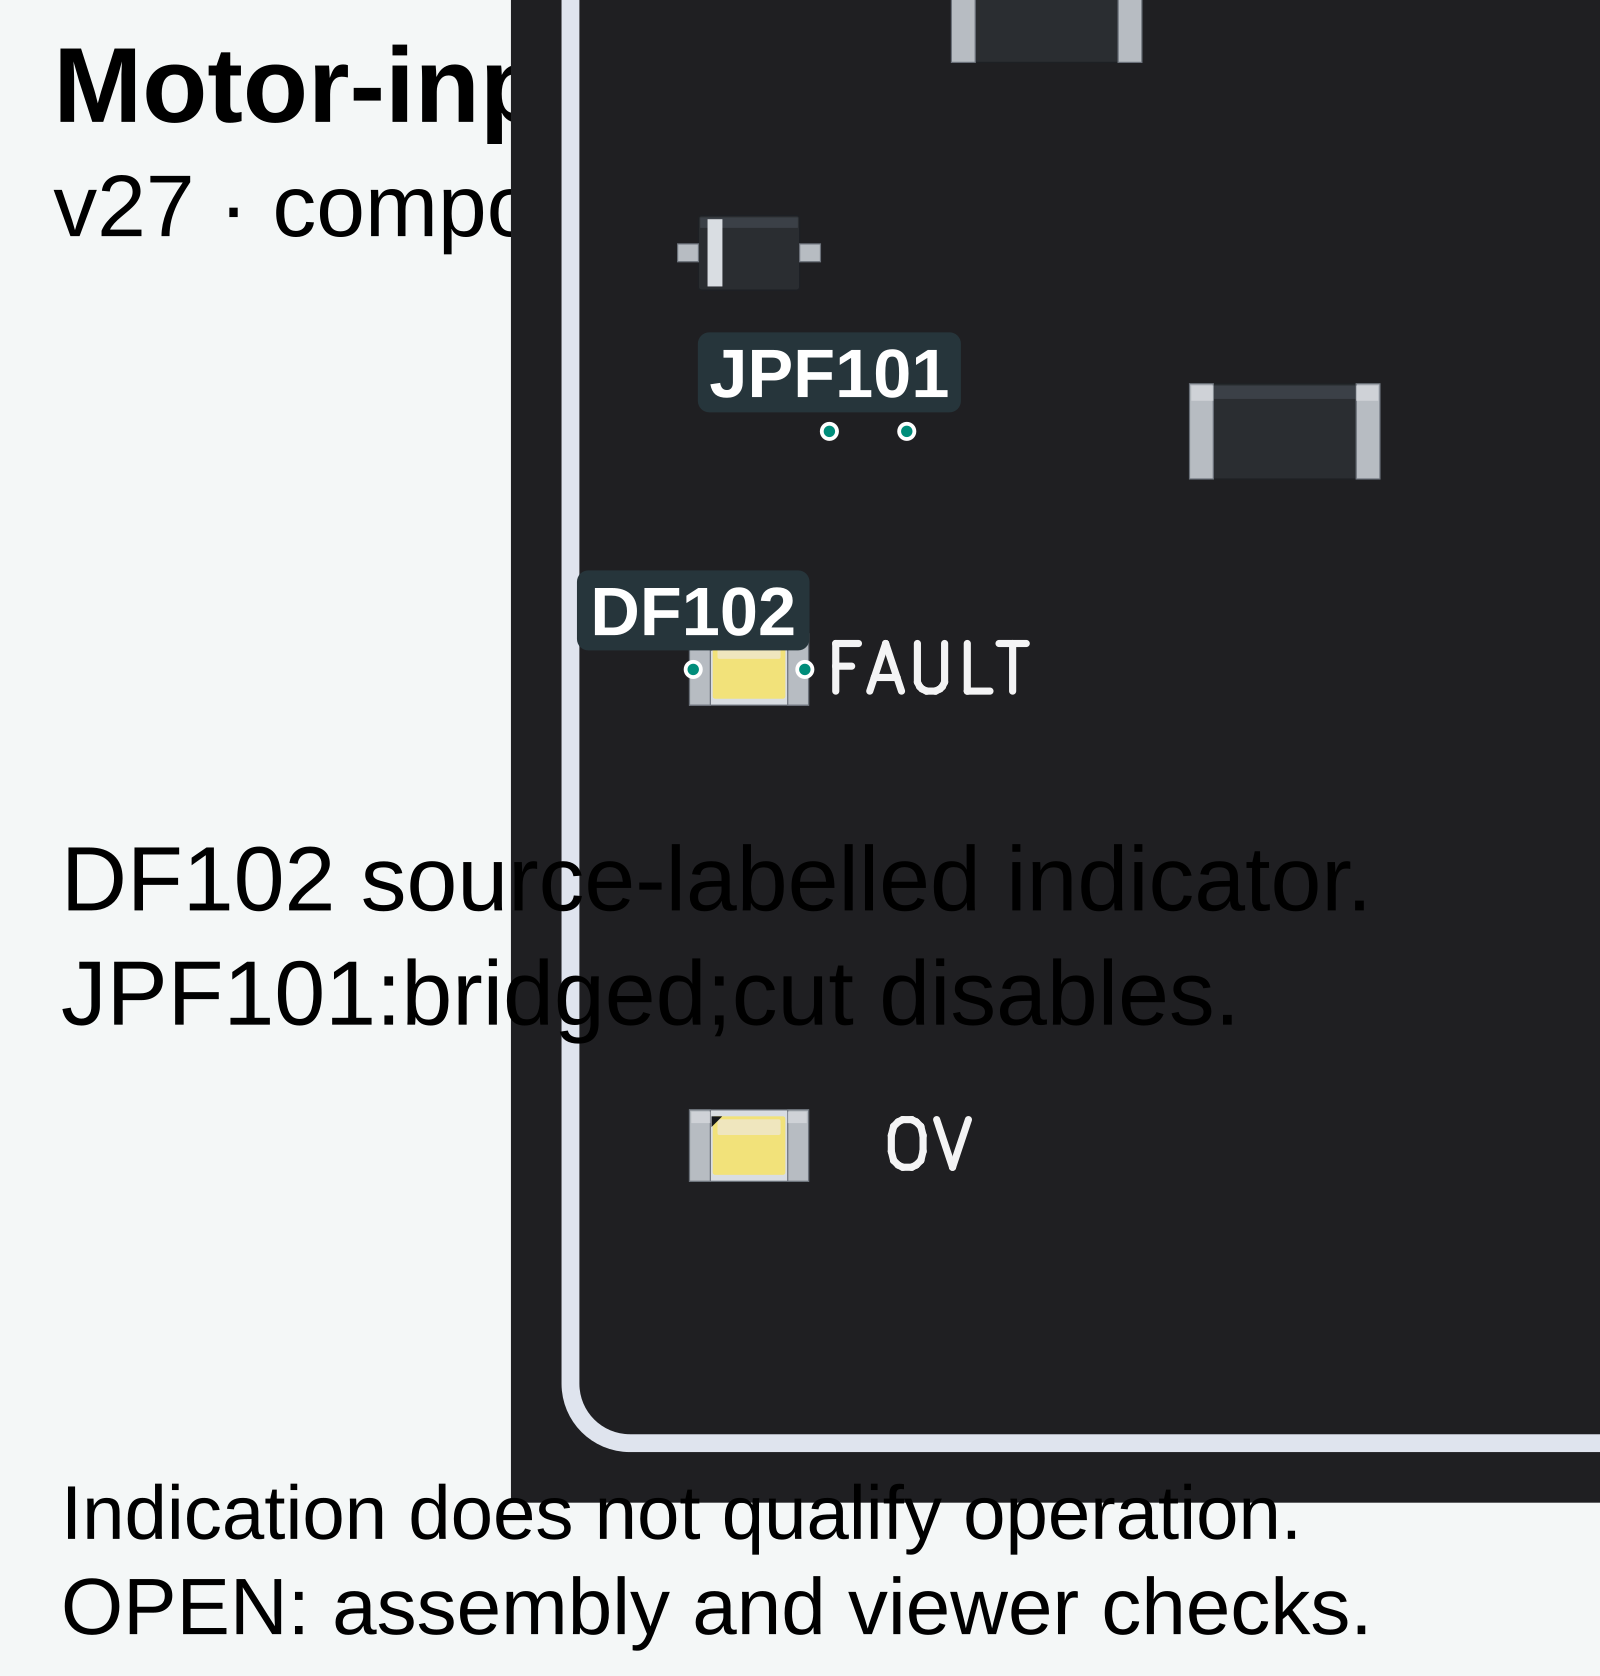 Motor-inp
v27 · compo
JPF101
DF102
FAULT
DF102 source-labelled indicator.
JPF101:bridged;cut disables.
OV
Indication does not qualify operation.
OPEN: assembly and viewer checks.